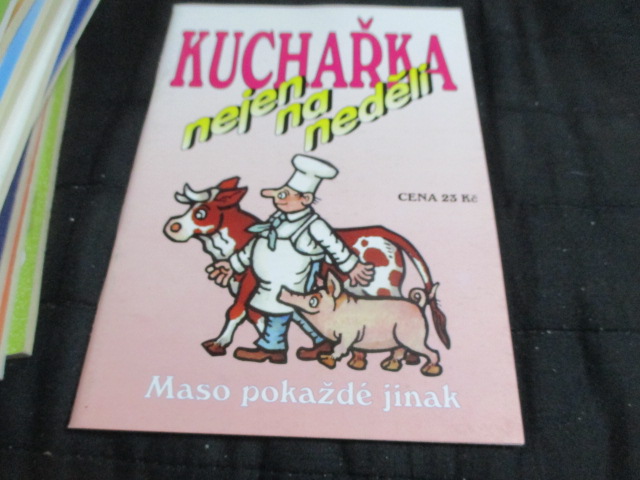 KUCHAŘKA
nejen
na
neděli
CENA 23 Kč
Maso pokaždé jinak